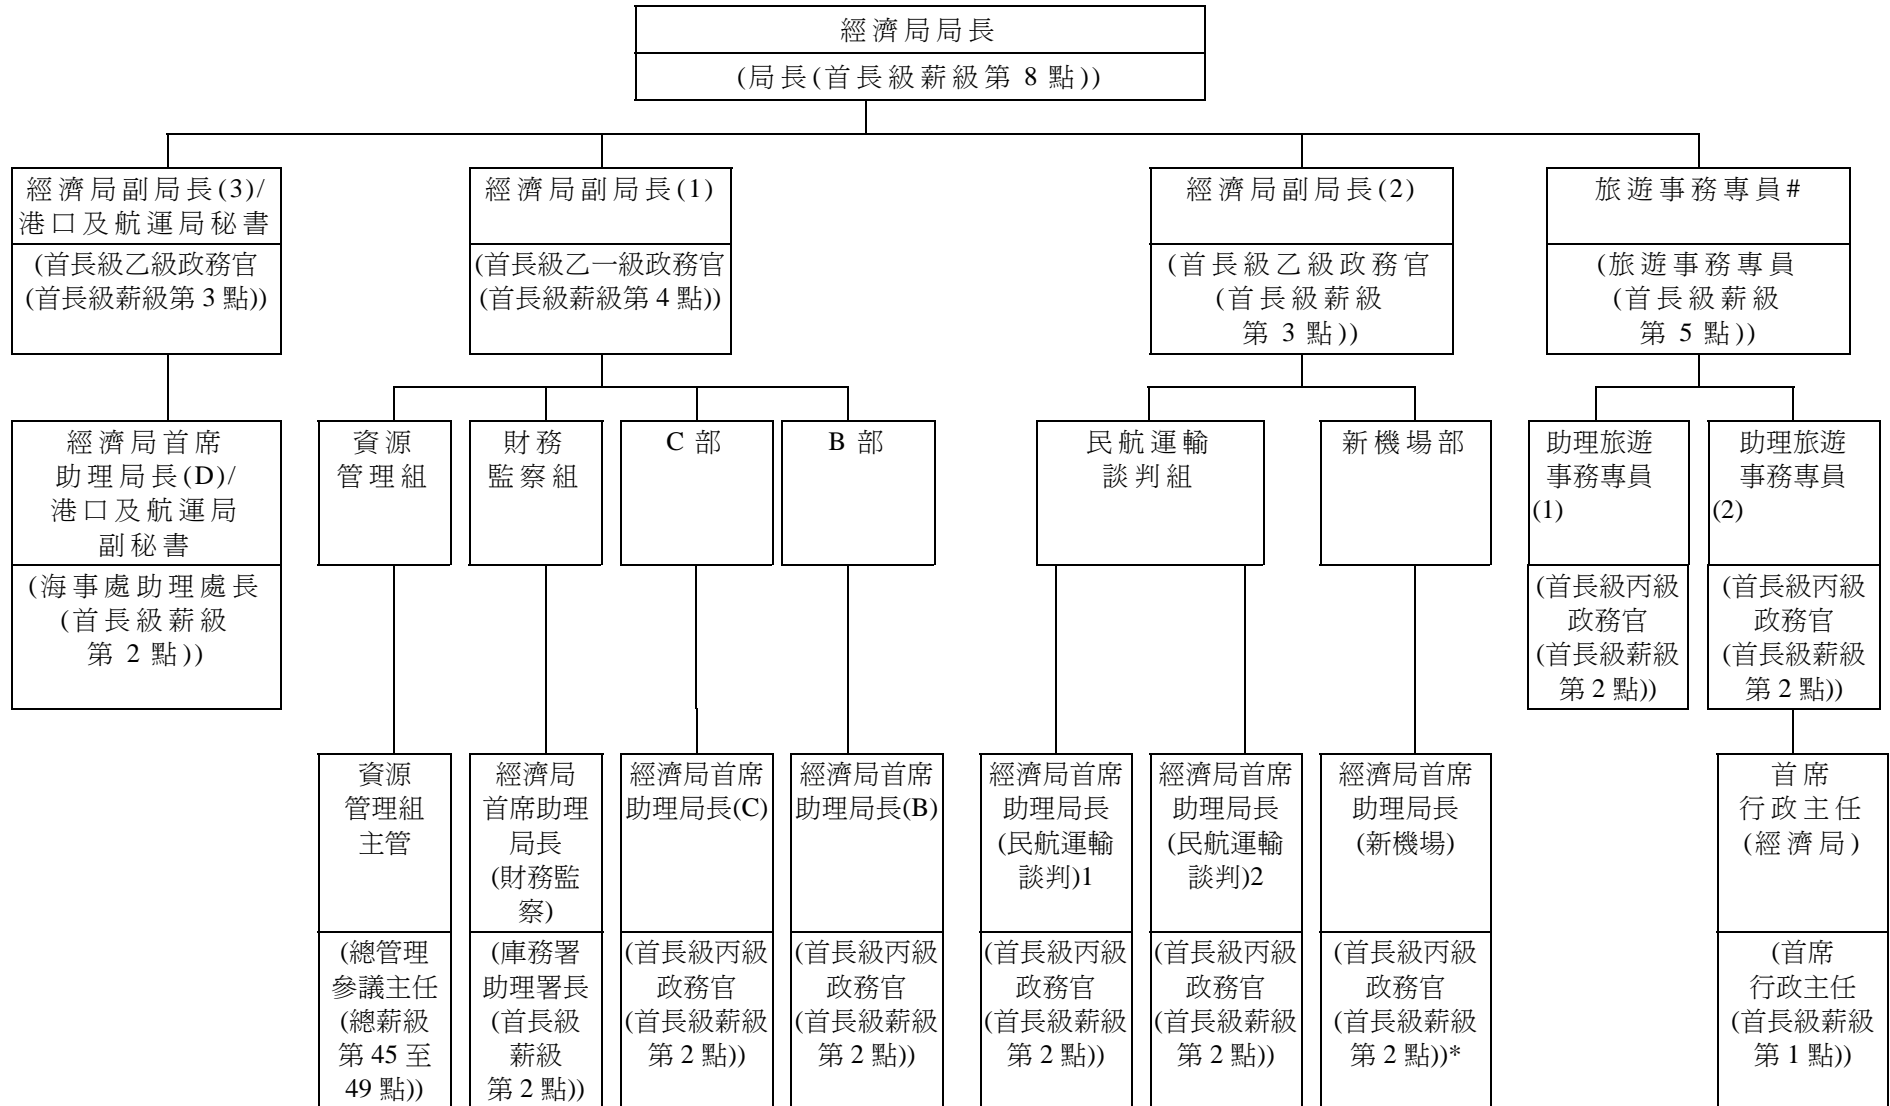 經濟局局長
(局長(首長級薪級第 8 點))
經濟局副局長(3)/
港口及航運局秘書
(首長級乙級政務官
(首長級薪級第 3 點))
經濟局副局長(1)
(首長級乙一級政務官
(首長級薪級第 4 點))
經濟局副局長(2)
(首長級乙級政務官
(首長級薪級
第 3 點))
旅遊事務專員#
(旅遊事務專員
(首長級薪級
第 5 點))
經濟局首席
助理局長(D)/
港口及航運局
副秘書
(海事處助理處長
(首長級薪級
第 2 點))
資源
管理組
財務
監察組
C 部
B 部
民航運輸
談判組
新機場部
助理旅遊
事務專員
(1)
(首長級丙級
政務官
(首長級薪級
第 2 點))
助理旅遊
事務專員
(2)
(首長級丙級
政務官
(首長級薪級
第 2 點))
資源
管理組
主管
(總管理
參議主任
(總薪級
第 45 至
49 點))
經濟局
首席助理
局長
(財務監
察)
(庫務署
助理署長
(首長級
薪級
第 2 點))
經濟局首席
助理局長(C)
(首長級丙級
政務官
(首長級薪級
第 2 點))
經濟局首席
助理局長(B)
(首長級丙級
政務官
(首長級薪級
第 2 點))
經濟局首席
助理局長
(民航運輸
談判)1
(首長級丙級
政務官
(首長級薪級
第 2 點))
經濟局首席
助理局長
(民航運輸
談判)2
(首長級丙級
政務官
(首長級薪級
第 2 點))
經濟局首席
助理局長
(新機場)
(首長級丙級
政務官
(首長級薪級
第 2 點))*
首席
行政主任
(經濟局)
(首席
行政主任
(首長級薪級
第 1 點))